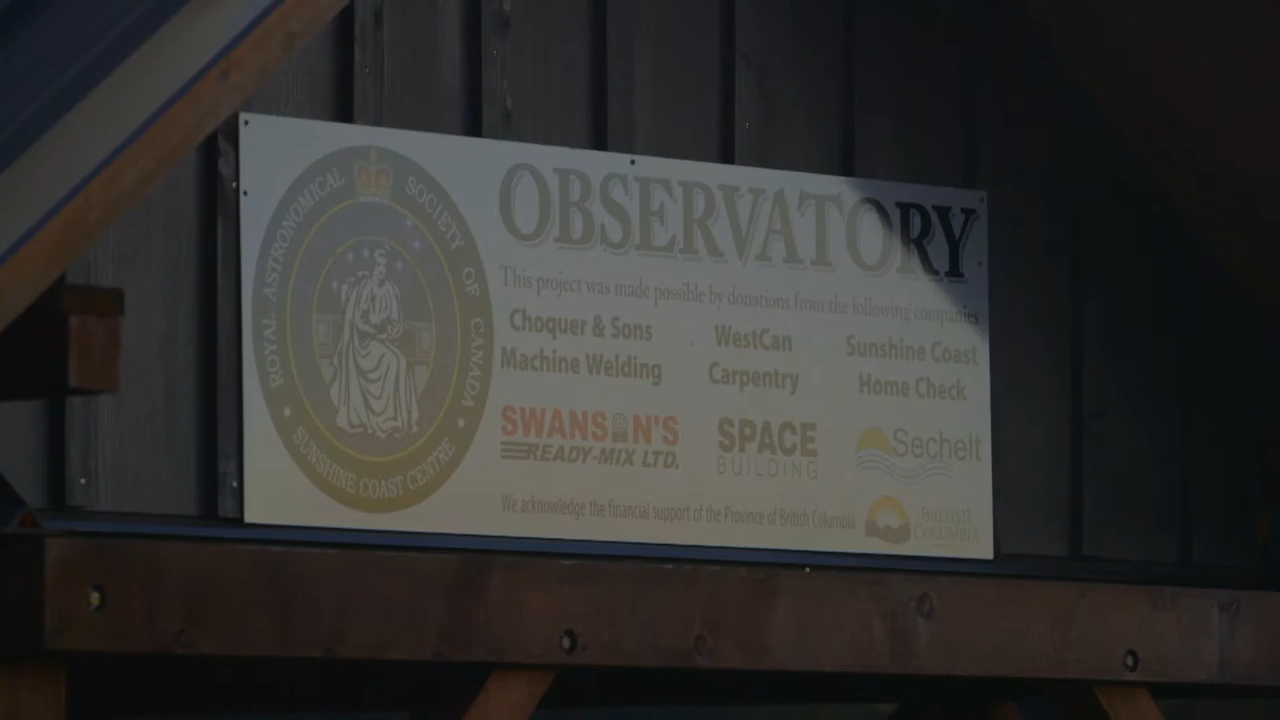 ROYAL ASTRONOMICAL SOCIETY OF CANADA
SUNSHINE COAST CENTRE
OBSERVATORY
This project was made possible by donations from the following companies
Choquer & Sons
Machine Welding
WestCan
Carpentry
Sunshine Coast
Home Check
SWANSON'S
READY-MIX LTD.
SPACE
BUILDING
Sechelt
We acknowledge the financial support of the Province of British Columbia
BRITISH
COLUMBIA